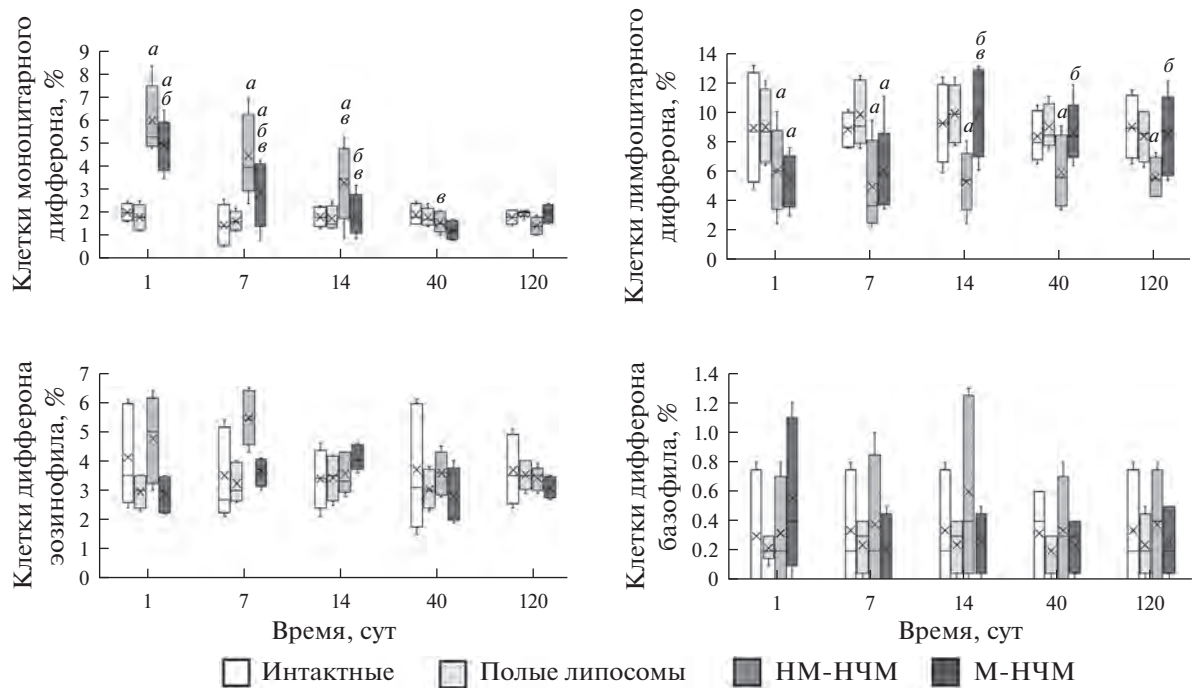 Клетки моноцитарного
дифферона, %
9
8
7
6
5
4
3
2
1
0
а
а
б
а
а
б
в
а
в
б
в
в
1
7
14
40
120
Клетки лимфоцитарного
дифферона, %
14
12
10
8
6
4
2
0
а
а
а
а
а
б
в
а
б
а
б
1
7
14
40
120
Клетки дифферона
эозинофила, %
7
6
5
4
3
2
1
0
1
7
14
40
120
Время, сут
Клетки дифферона
базофила, %
1.4
1.2
1.0
0.8
0.6
0.4
0.2
0
1
7
14
40
120
Время, сут
Интактные
Полые липосомы
НМ-НЧМ
М-НЧМ